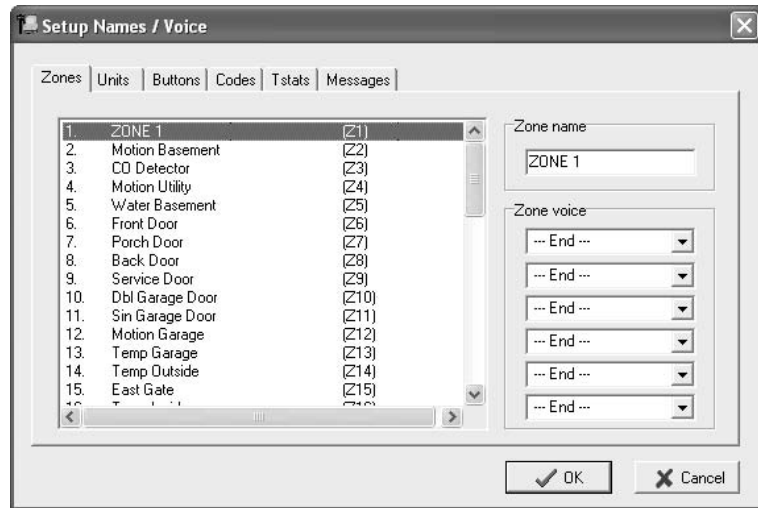 Setup Names / Voice
Zones Units Buttons Codes Tstats Messages
1. ZONE 1 (Z1)
2. Motion Basement (Z2)
3. CO Detector (Z3)
4. Motion Utility (Z4)
5. Water Basement (Z5)
6. Front Door (Z6)
7. Porch Door (Z7)
8. Back Door (Z8)
9. Service Door (Z9)
10. Dbl Garage Door (Z10)
11. Sin Garage Door (Z11)
12. Motion Garage (Z12)
13. Temp Garage (Z13)
14. Temp Outside (Z14)
15. East Gate (Z15)
Zone name
ZONE 1
Zone voice
--- End ---
--- End ---
--- End ---
--- End ---
--- End ---
--- End ---
OK Cancel